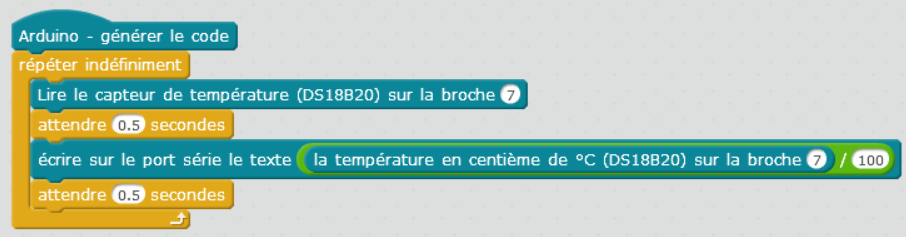 Arduino - générer le code
répéter indéfiniment
Lire le capteur de température (DS18B20) sur la broche 7
attendre 0.5 secondes
écrire sur le port série le texte la température en centième de °C (DS18B20) sur la broche 7 / 100
attendre 0.5 secondes